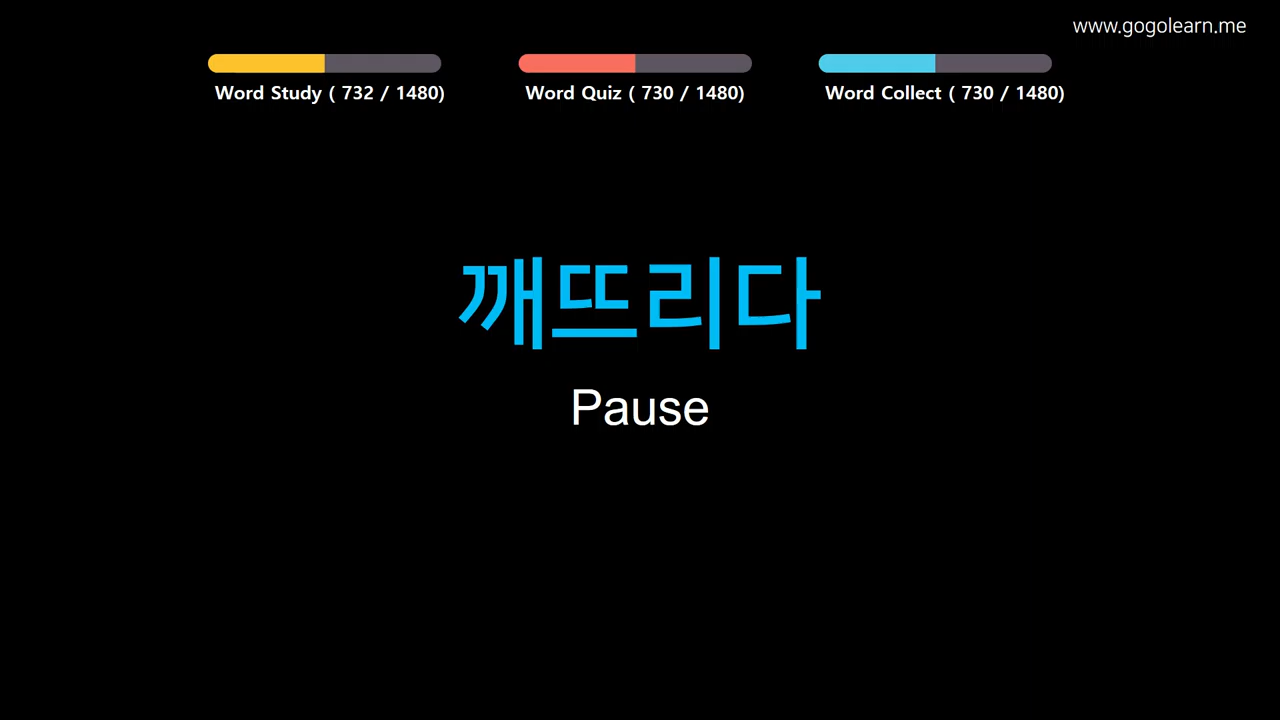 www.gogolearn.me
Word Study ( 732 / 1480)
Word Quiz ( 730 / 1480)
Word Collect ( 730 / 1480)
깨뜨리다
Pause